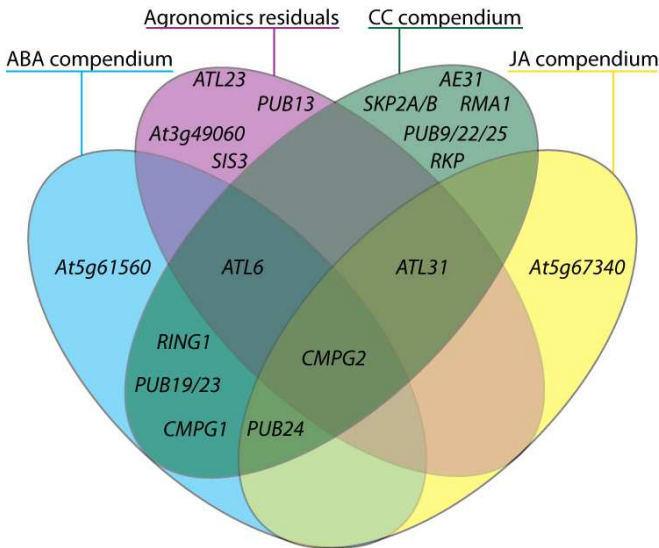 Agronomics residuals
CC compendium
ABA compendium
JA compendium
ATL23
AE31
PUB13
SKP2A/B
RMA1
At3g49060
PUB9/22/25
SIS3
RKP
At5g61560
ATL6
ATL31
At5g67340
RING1
CMPG2
PUB19/23
CMPG1
PUB24